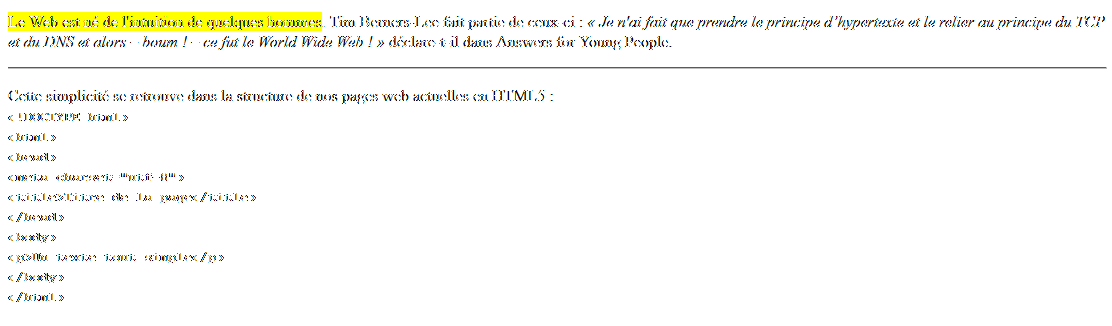 Le Web est né de l'intuition de quelques hommes. Tim Berners-Lee fait partie de ceux-ci : « Je n'ai fait que prendre le principe d'hypertexte et le relier au principe du TCP
et du DNS et alors – boum ! – ce fut le World Wide Web ! » déclare-t-il dans Answers for Young People.
Cette simplicité se retrouve dans la structure de nos pages web actuelles en HTML5 :
<!DOCTYPE html>
<html>
<head>
<meta charset="utf-8">
<title>Titre de la page</title>
</head>
<body>
<p>Un texte tout simple</p>
</body>
</html>